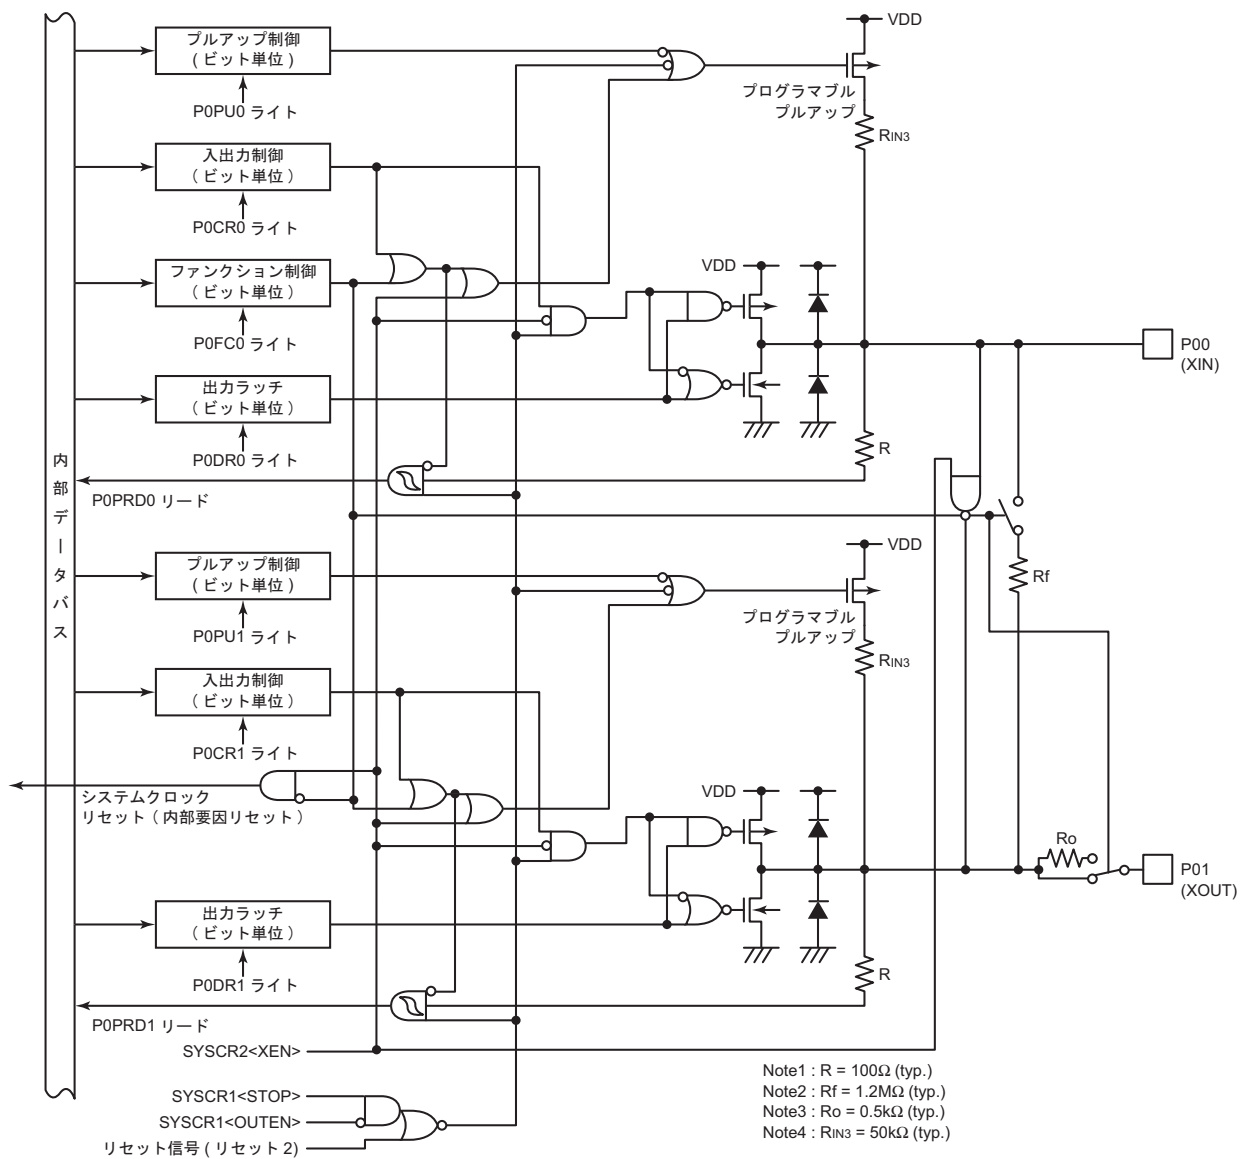 VDD
プルアップ制御
( ビット単位 )
P0PU0 ライト
プログラマブル
プルアップ
RIN3
入出力制御
( ビット単位 )
P0CR0 ライト
ファンクション制御
( ビット単位 )
P0FC0 ライト
VDD
P00
(XIN)
出力ラッチ
( ビット単位 )
P0DR0 ライト
R
P0PRD0 リード
内部データバス
VDD
プルアップ制御
( ビット単位 )
P0PU1 ライト
プログラマブル
プルアップ
RIN3
Rf
入出力制御
( ビット単位 )
P0CR1 ライト
システムクロック
リセット ( 内部要因リセット )
VDD
Ro
P01
(XOUT)
出力ラッチ
( ビット単位 )
P0DR1 ライト
R
P0PRD1 リード
SYSCR2<XEN>
SYSCR1<STOP>
SYSCR1<OUTEN>
リセット信号 ( リセット 2)
Note1 : R = 100Ω (typ.)
Note2 : Rf = 1.2MΩ (typ.)
Note3 : Ro = 0.5kΩ (typ.)
Note4 : RIN3 = 50kΩ (typ.)